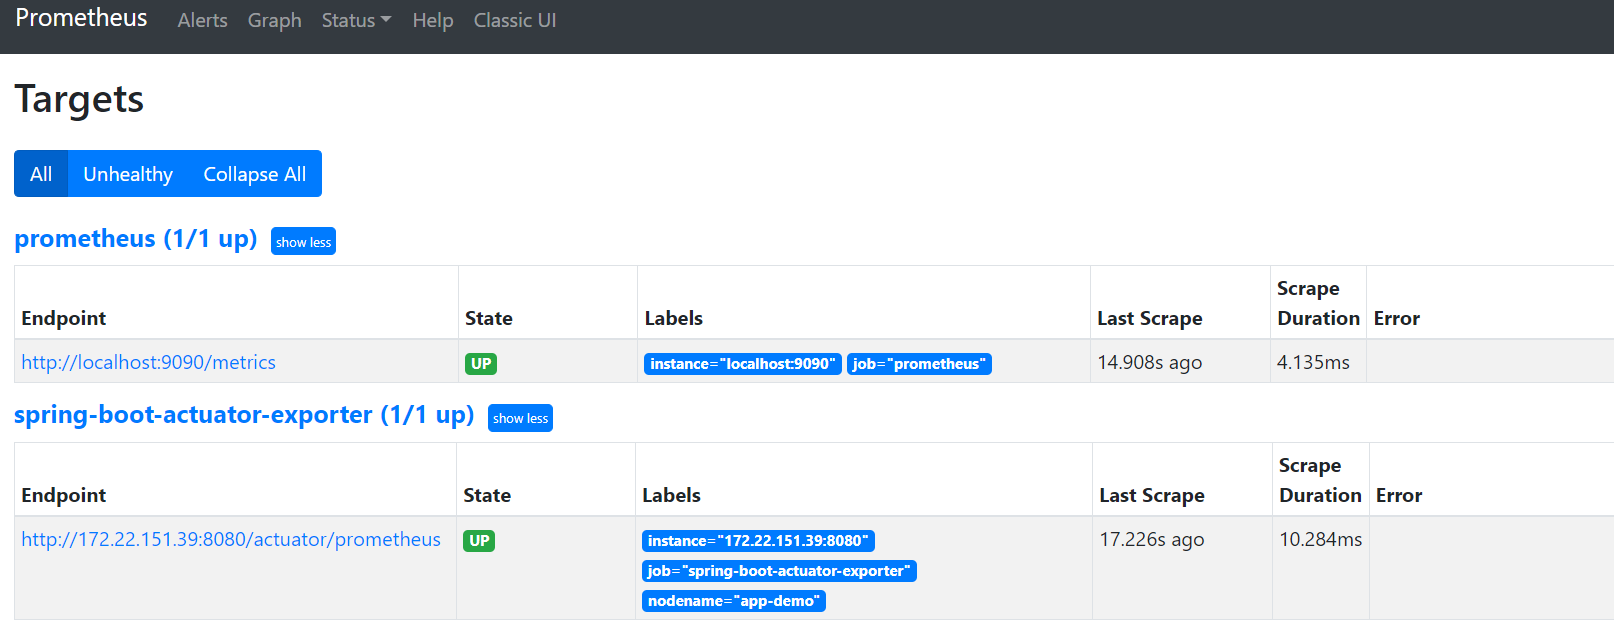 Prometheus Alerts Graph Status Help Classic UI
Targets
All Unhealthy Collapse All
prometheus (1/1 up) show less
Endpoint State Labels Last Scrape Scrape Duration Error
http://localhost:9090/metrics UP instance="localhost:9090" job="prometheus" 14.908s ago 4.135ms
spring-boot-actuator-exporter (1/1 up) show less
Endpoint State Labels Last Scrape Scrape Duration Error
http://172.22.151.39:8080/actuator/prometheus UP instance="172.22.151.39:8080" 17.226s ago 10.284ms
job="spring-boot-actuator-exporter"
nodename="app-demo"